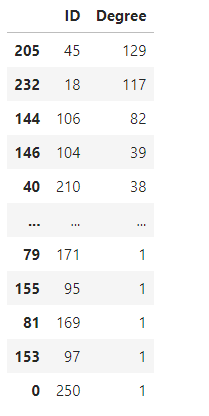 ID Degree
205 45 129
232 18 117
144 106 82
146 104 39
40 210 38
... ... ...
79 171 1
155 95 1
81 169 1
153 97 1
0 250 1